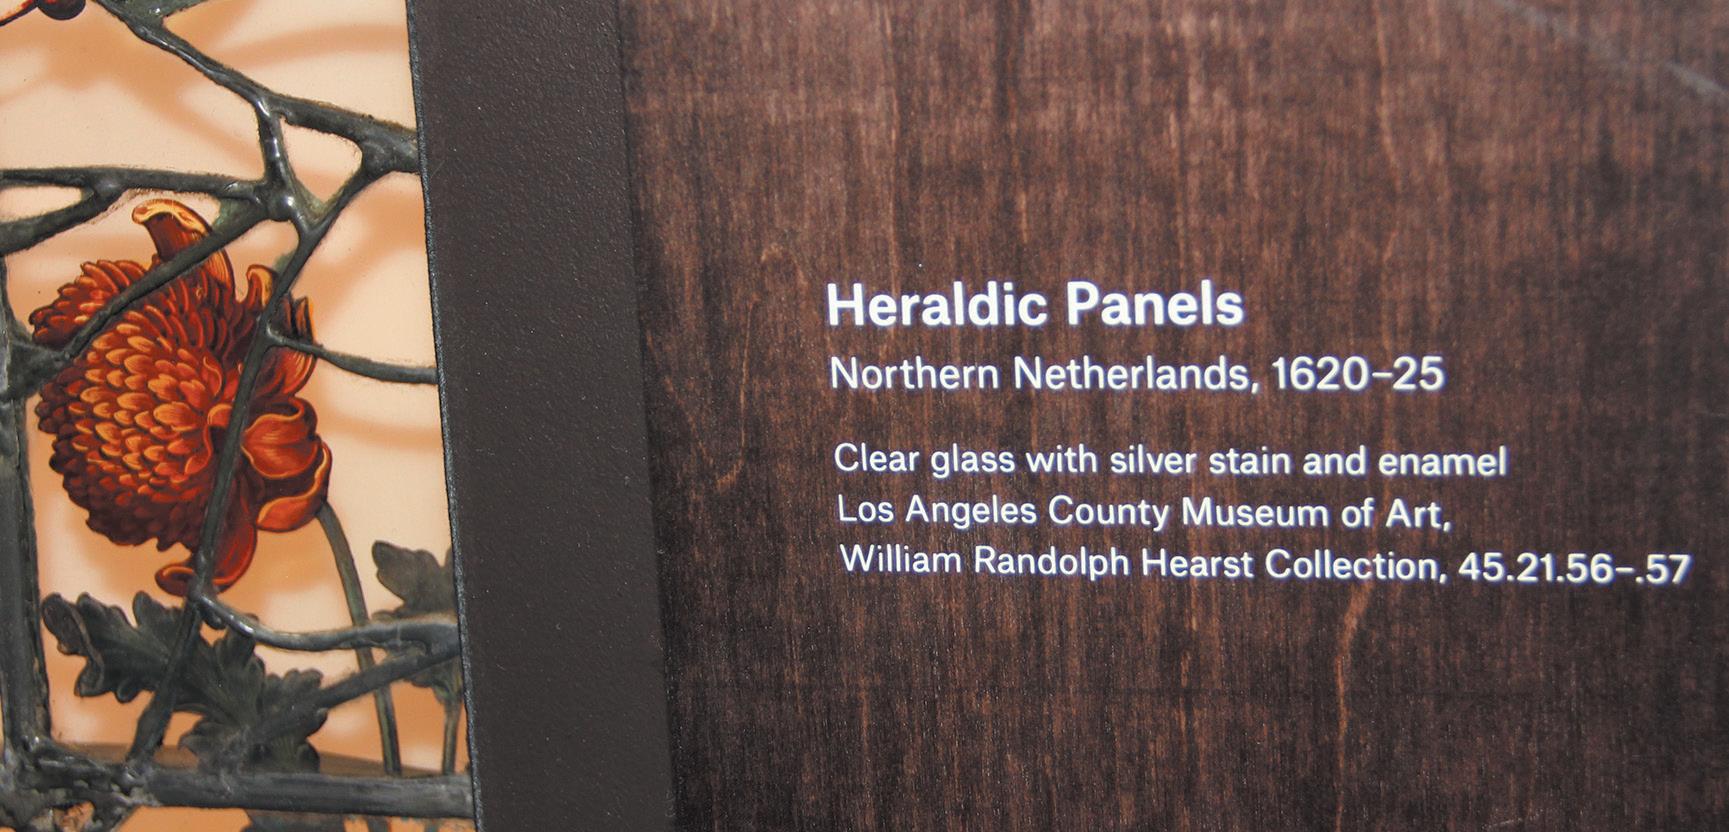 Heraldic Panels
Northern Netherlands, 1620–25
Clear glass with silver stain and enamel
Los Angeles County Museum of Art,
William Randolph Hearst Collection, 45.21.56–.57